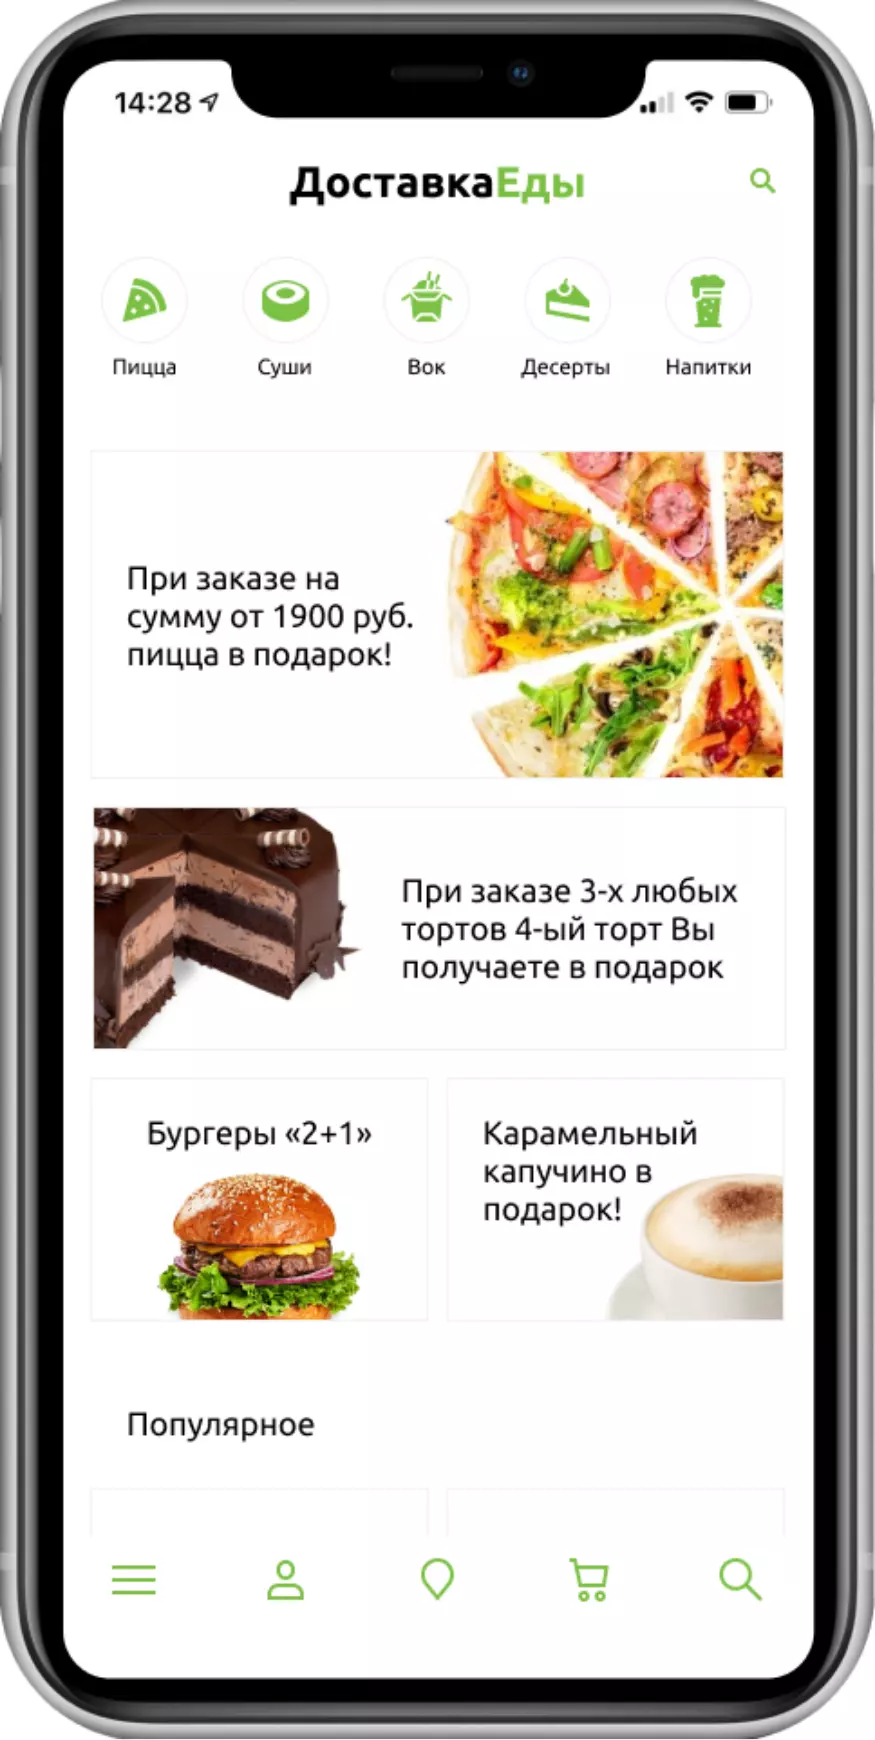 14:28
ДоставкаЕды
Пицца
Суши
Вок
Десерты
Напитки
При заказе на
сумму от 1900 руб.
пицца в подарок!
При заказе 3-х любых
тортов 4-ый торт Вы
получаете в подарок
Бургеры «2+1»
Карамельный
капучино в
подарок!
Популярное